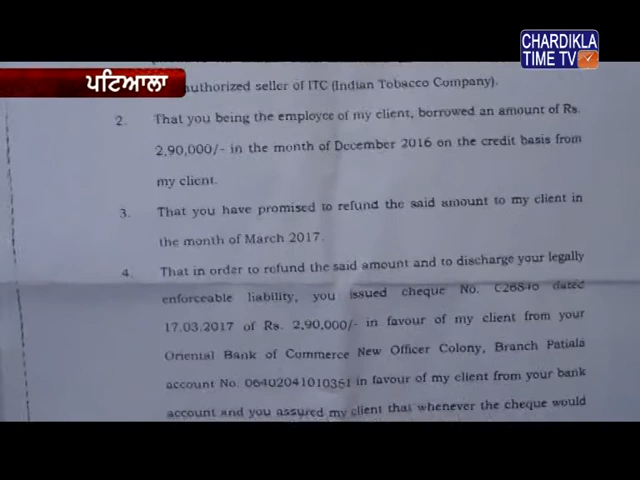 CHARDIKLA
TIME TV
ਪਟਿਆਲਾ
authorized seller of ITC (Indian Tobacco Company).
2. That you being the employee of my client, borrowed an amount of Rs.
2,90,000/- in the month of December 2016 on the credit basis from
my client.
3. That you have promised to refund the said amount to my client in
the month of March 2017.
4. That in order to refund the said amount and to discharge your legally
enforceable liability, you issued cheque No. dated
17.03.2017 of Rs. 2,90,000/- in favour of my client from your
Oriental Bank of Commerce New Officer Colony, Branch Patiala
account No. 06402041010351 in favour of my client from your bank
account and you assured my client that whenever the cheque would